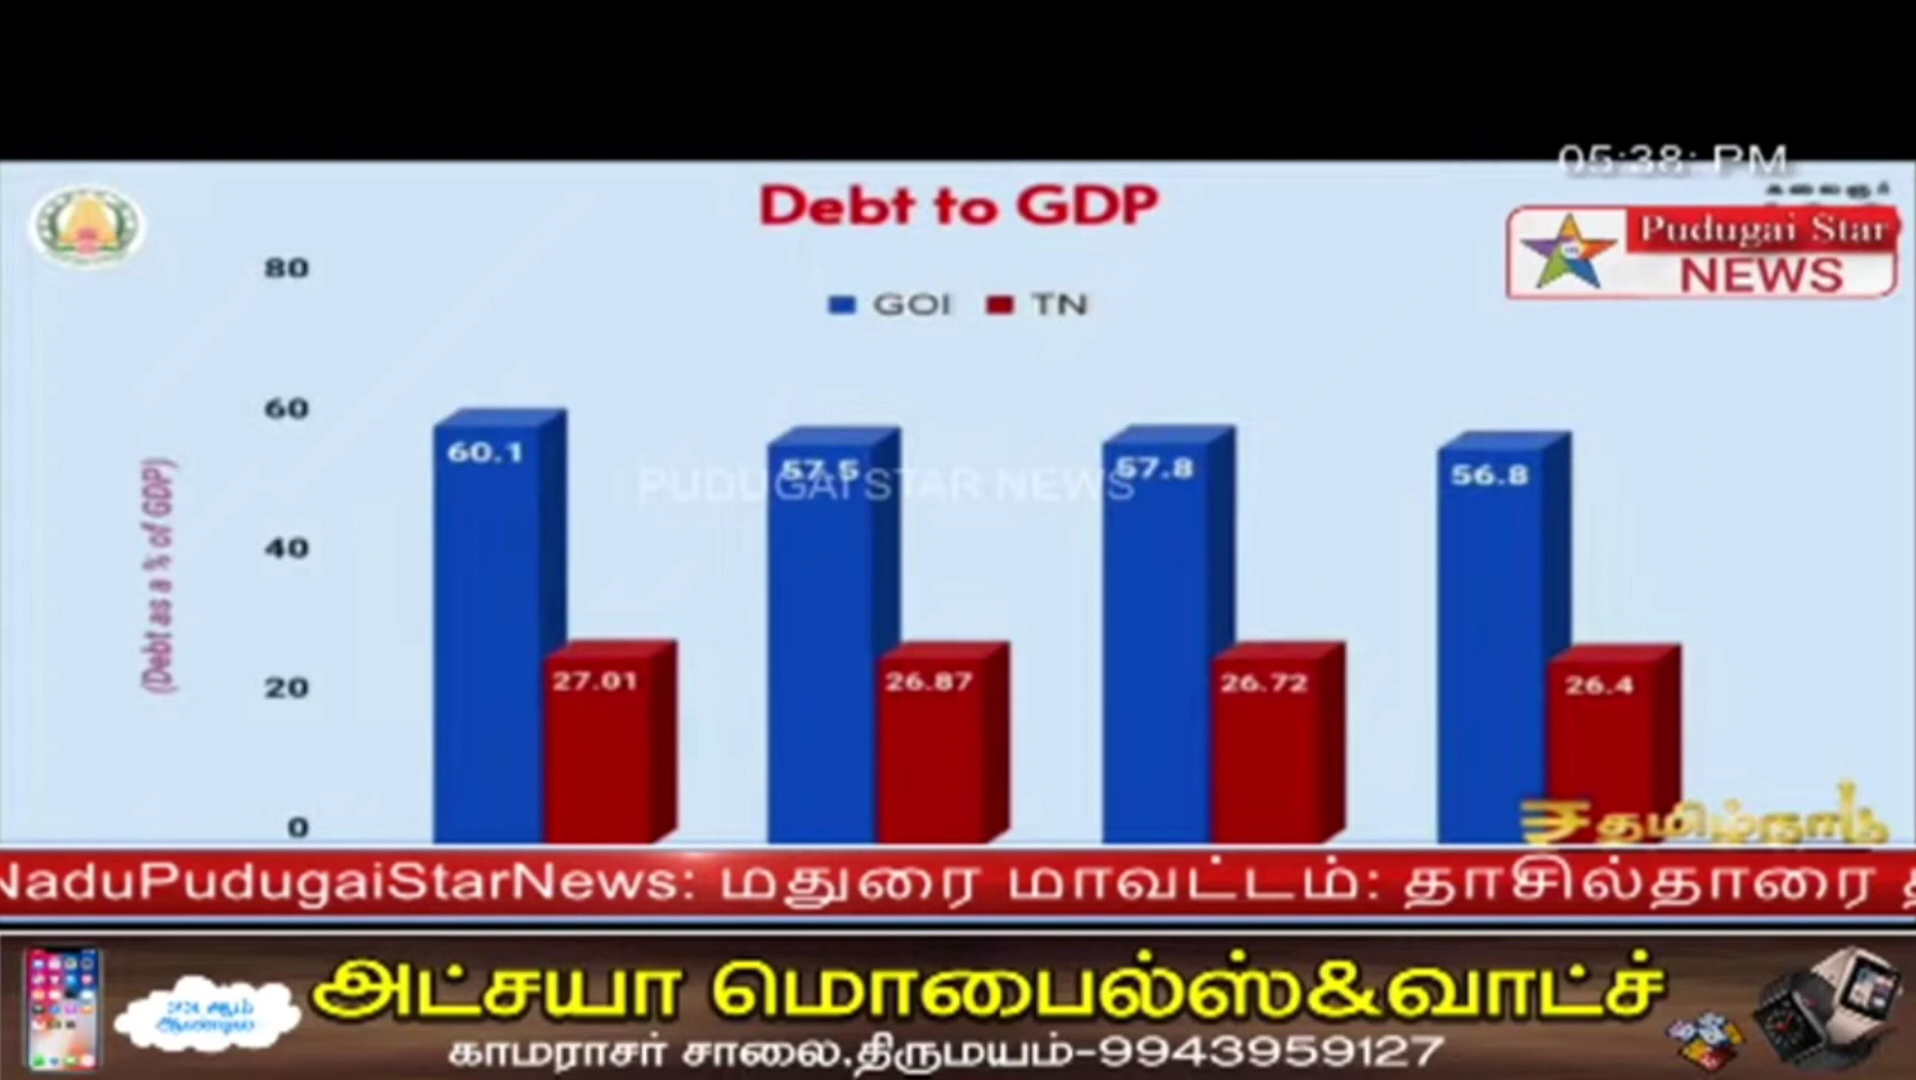 05:38: PM
Debt to GDP
Pudugai Star
NEWS
GOI
TN
80
60
40
20
0
(Debt as a % of GDP)
60.1
57.5
57.8
56.8
PUDUGAI STAR NEWS
27.01
26.87
26.72
26.4
தமிழ்நாடு
NaduPudugaiStarNews: மதுரை மாவட்டம்: தாசில்தாரை
அட்சயா மொபைல்ஸ்&வாட்ச்
காமராசர் சாலை,திருமயம்-9943959127